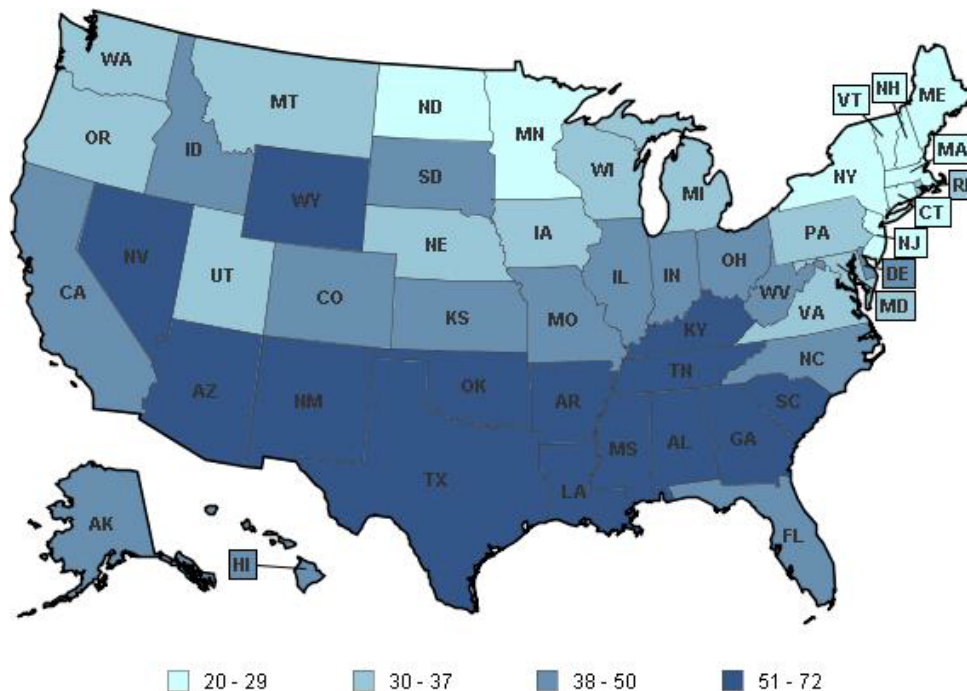 WA
MT
ND
MN
VT
NH
ME
OR
ID
SD
WI
MI
NY
MA
RI
WY
CT
NE
IA
PA
NJ
NV
UT
IL
IN
OH
DE
CA
CO
WV
MD
KS
MO
VA
KY
NC
TN
AZ
NM
OK
AR
SC
MS
AL
GA
TX
LA
AK
FL
HI
20 - 29
30 - 37
38 - 50
51 - 72